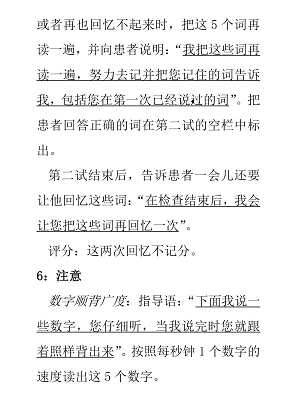 或者再也回忆不起来时，把这 5 个词再
读一遍，并向患者说明：“我把这些词再
读一遍，努力去记并把您记住的词告诉
我，包括您在第一次已经说过的词”。把
患者回答正确的词在第二试的空栏中标
出。
第二试结束后，告诉患者一会儿还要
让他回忆这些词：“在检查结束后，我会
让您把这些词再回忆一次”。
评分：这两次回忆不记分。
6：注意
数字顺背广度：指导语：“下面我说一
些数字，您仔细听，当我说完时您就跟
着照样背出来”。按照每秒钟 1 个数字的
速度读出这 5 个数字。